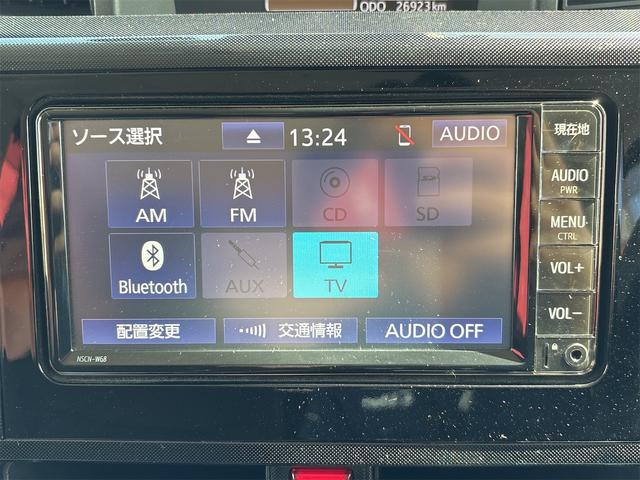 ODO 26923km
ソース選択 13:24 AUDIO
現在地
AM FM CD SD
AUDIO
PWR
MENU
CTRL
Bluetooth AUX TV
VOL+
VOL−
配置変更 交通情報 AUDIO OFF
NSCN-W68